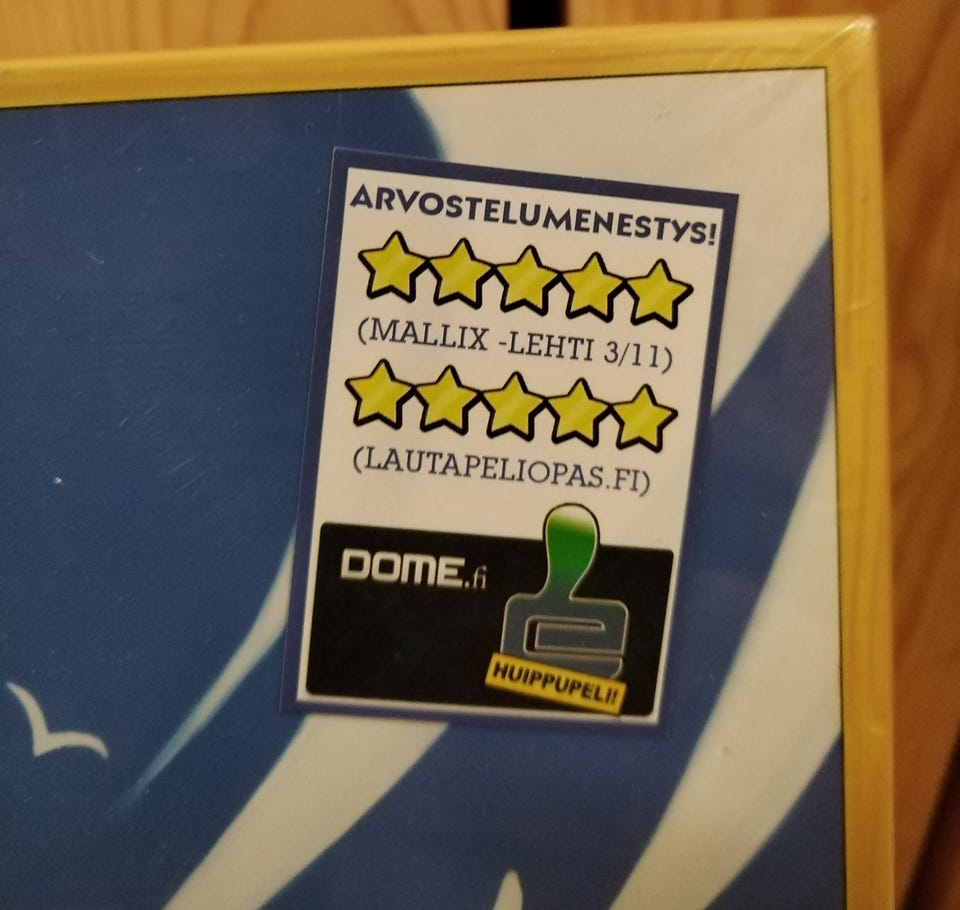 ARVOSTELUMENESTYS!
(MALLIX -LEHTI 3/11)
(LAUTAPELIOPAS.FI)
DOME.fi
e
HUIPPUPELI!